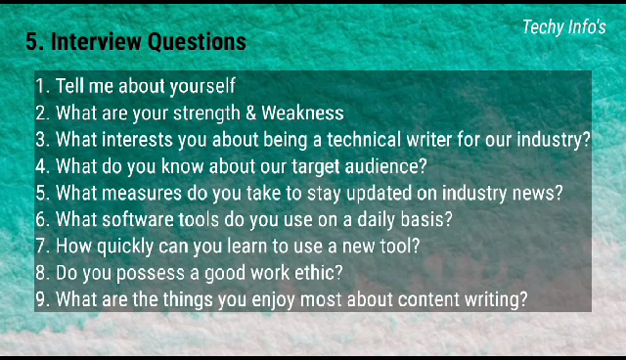 Techy Info's
5. Interview Questions
1. Tell me about yourself
2. What are your strength & Weakness
3. What interests you about being a technical writer for our industry?
4. What do you know about our target audience?
5. What measures do you take to stay updated on industry news?
6. What software tools do you use on a daily basis?
7. How quickly can you learn to use a new tool?
8. Do you possess a good work ethic?
9. What are the things you enjoy most about content writing?